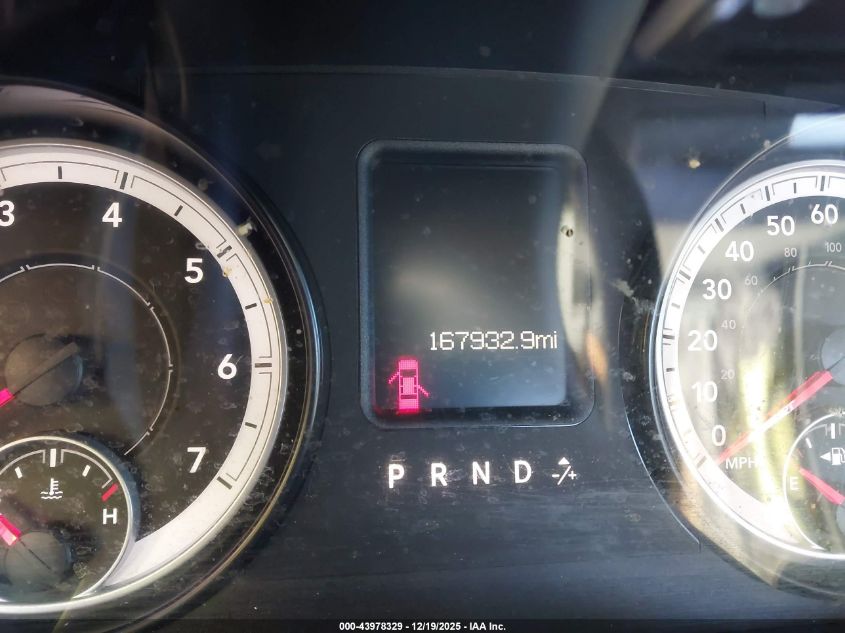 3 4 5 6 7
H
167932.9mi
P R N D -/+
0 10 20 30 40 50 60
40 60 80 100
MPH
E
000-43978329 - 12/19/2025 - IAA Inc.